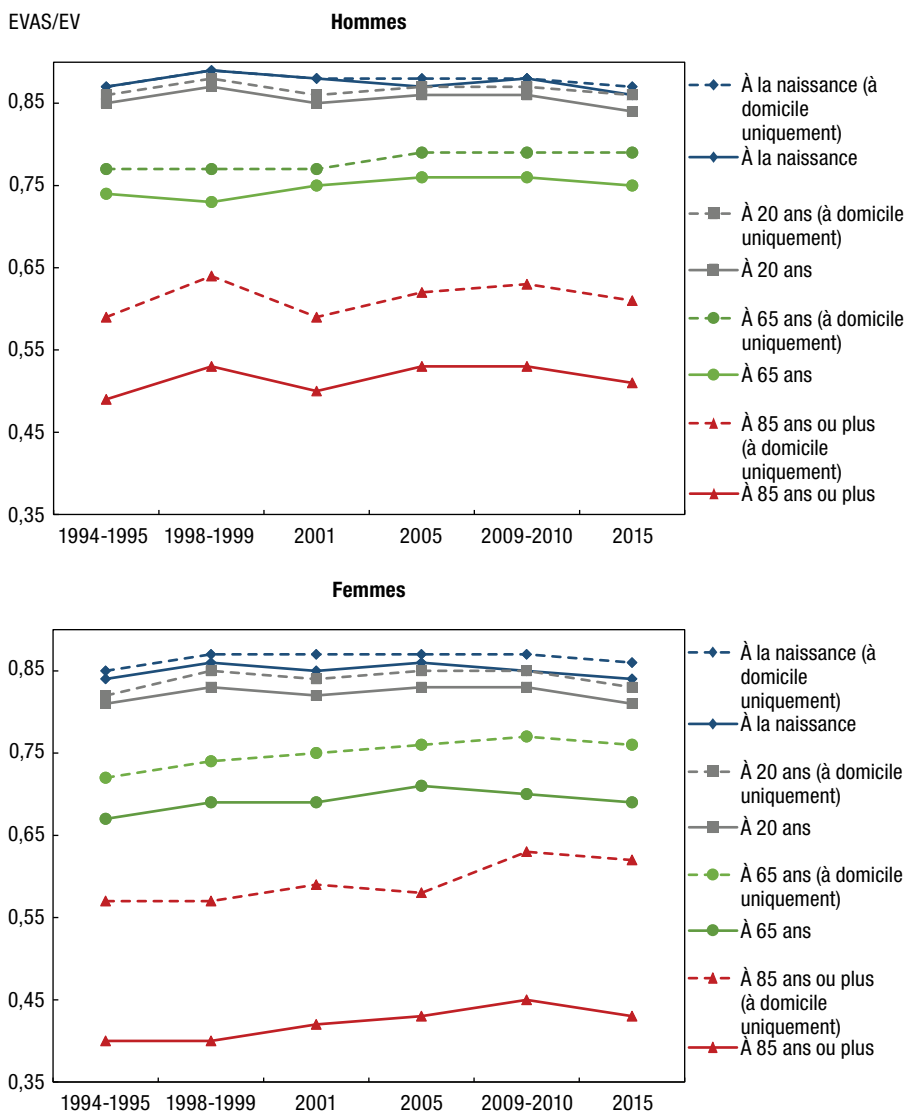 EVAS/EV
Hommes
0,85
0,75
0,65
0,55
0,45
0,35
1994-1995 1998-1999 2001 2005 2009-2010 2015
À la naissance (à
domicile
uniquement)
À la naissance
À 20 ans (à domicile
uniquement)
À 20 ans
À 65 ans (à domicile
uniquement)
À 65 ans
À 85 ans ou plus
(à domicile
uniquement)
À 85 ans ou plus
Femmes
0,85
0,75
0,65
0,55
0,45
0,35
1994-1995 1998-1999 2001 2005 2009-2010 2015
À la naissance (à
domicile
uniquement)
À la naissance
À 20 ans (à domicile
uniquement)
À 20 ans
À 65 ans (à domicile
uniquement)
À 65 ans
À 85 ans ou plus
(à domicile
uniquement)
À 85 ans ou plus